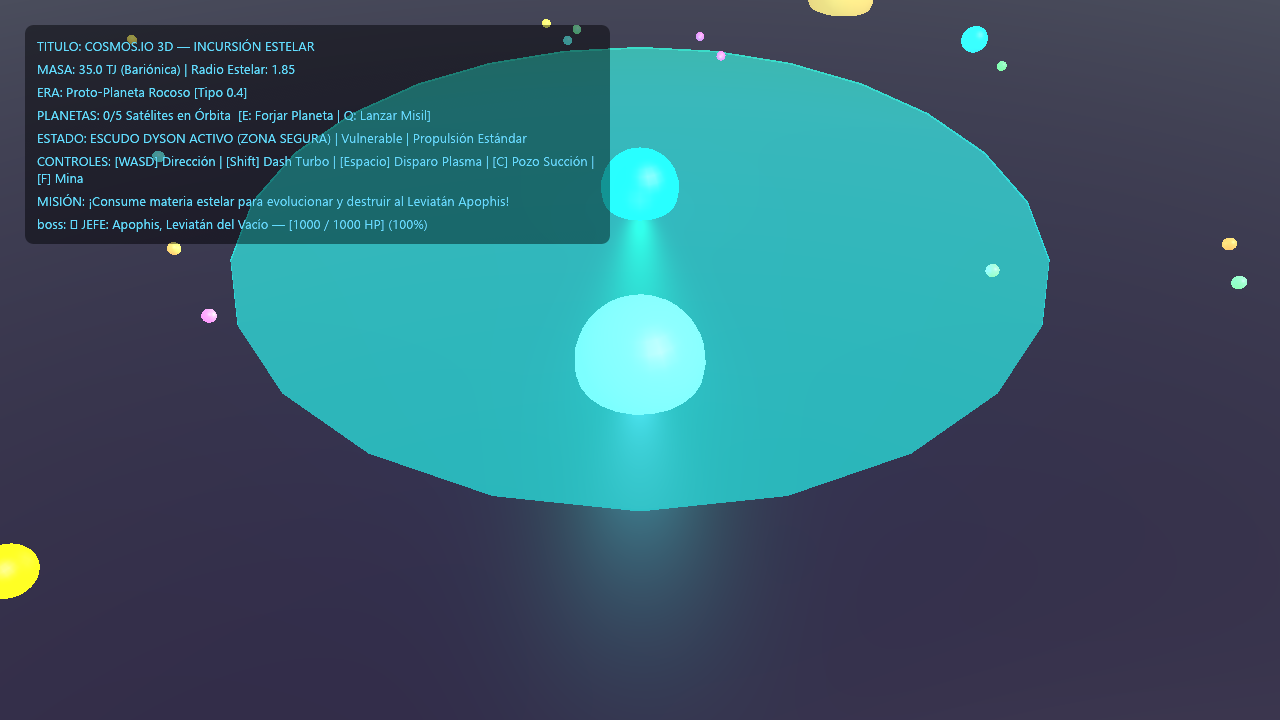 TITULO: COSMOS.IO 3D — INCURSIÓN ESTELAR
MASA: 35.0 TJ (Bariónica) | Radio Estelar: 1.85
ERA: Proto-Planeta Rocoso [Tipo 0.4]
PLANETAS: 0/5 Satélites en Órbita  [E: Forjar Planeta | Q: Lanzar Misil]
ESTADO: ESCUDO DYSON ACTIVO (ZONA SEGURA) | Vulnerable | Propulsión Estándar
CONTROLES: [WASD] Dirección | [Shift] Dash Turbo | [Espacio] Disparo Plasma | [C] Pozo Succión |
[F] Mina
MISIÓN: ¡Consume materia estelar para evolucionar y destruir al Leviatán Apophis!
boss: JEFE: Apophis, Leviatán del Vacío — [1000 / 1000 HP] (100%)